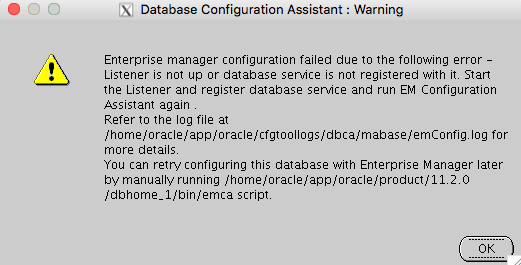 Database Configuration Assistant : Warning
Enterprise manager configuration failed due to the following error -
Listener is not up or database service is not registered with it. Start
the Listener and register database service and run EM Configuration
Assistant again .
Refer to the log file at
/home/oracle/app/oracle/cfgtoollogs/dbca/mabase/emConfig.log for
more details.
You can retry configuring this database with Enterprise Manager later
by manually running /home/oracle/app/oracle/product/11.2.0
/dbhome_1/bin/emca script.
OK